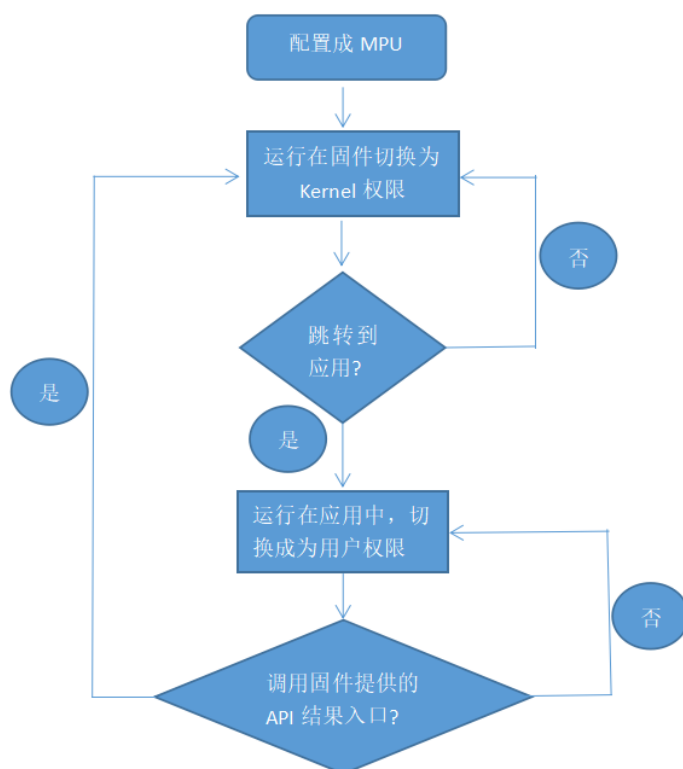 配置成 MPU
运行在固件切换为
Kernel 权限
否
跳转到
应用?
是
是
运行在应用中，切
换成为用户权限
否
调用固件提供的
API 结果入口?